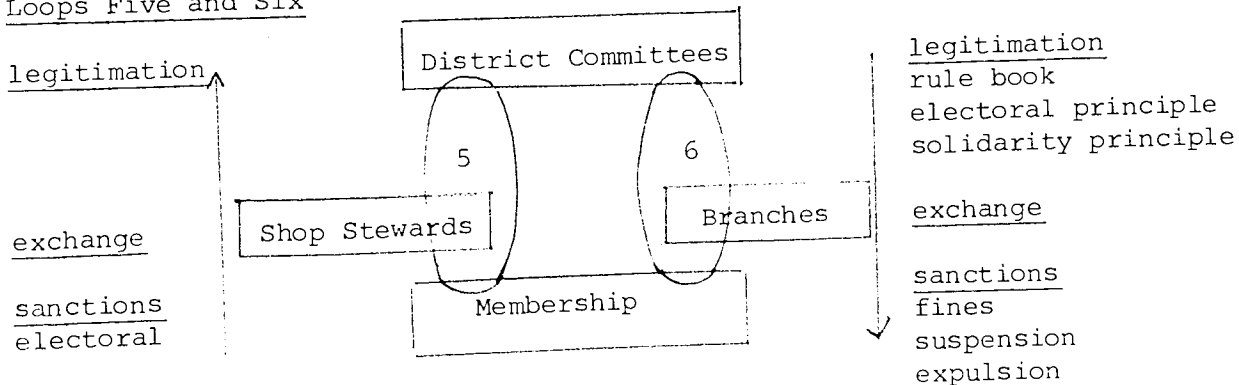 Loops Five and Six
District Committees
legitimation
5
6
Shop Stewards
Branches
exchange
sanctions
electoral
Membership
legitimation
rule book
electoral principle
solidarity principle
exchange
sanctions
fines
suspension
expulsion